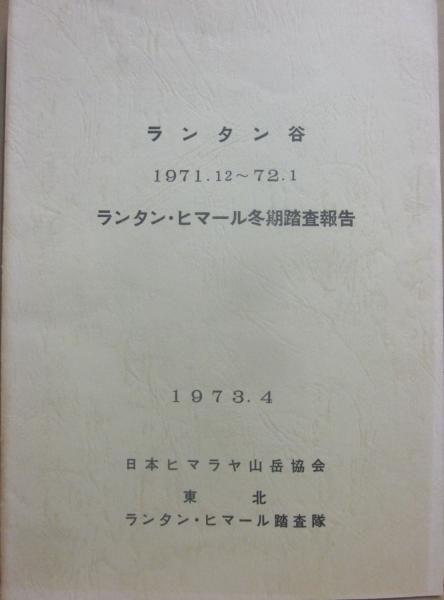 ランタン谷
1971.12～72.1
ランタン・ヒマール冬期踏査報告
1973.4
日本ヒマラヤ山岳協会
東北
ランタン・ヒマール踏査隊